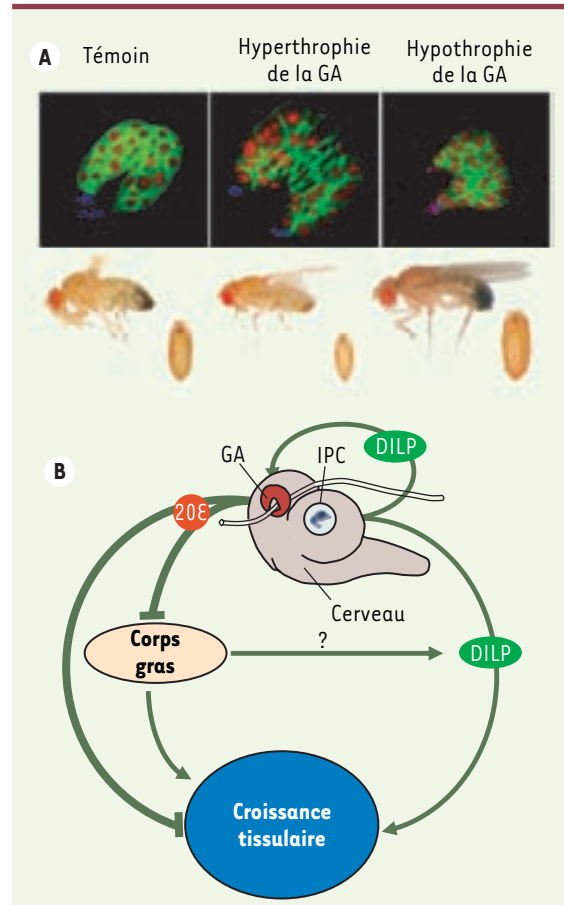 A
Témoin
Hyperthrophie
de la GA
Hypothrophie
de la GA
B
GA
IPC
DILP
20E
Cerveau
Corps
gras
?
DILP
Croissance
tissulaire